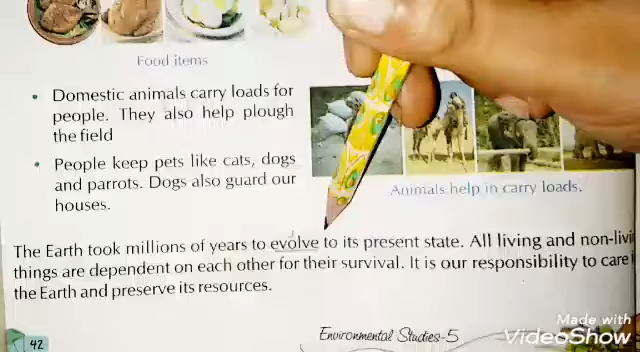 Food items
• Domestic animals carry loads for
people. They also help plough
the field
• People keep pets like cats, dogs
and parrots. Dogs also guard our
houses.
Animals help in carry loads.
The Earth took millions of years to evolve to its present state. All living and non-livi
things are dependent on each other for their survival. It is our responsibility to care
the Earth and preserve its resources.
42
Environmental Studies-5
Made with
VideoShow